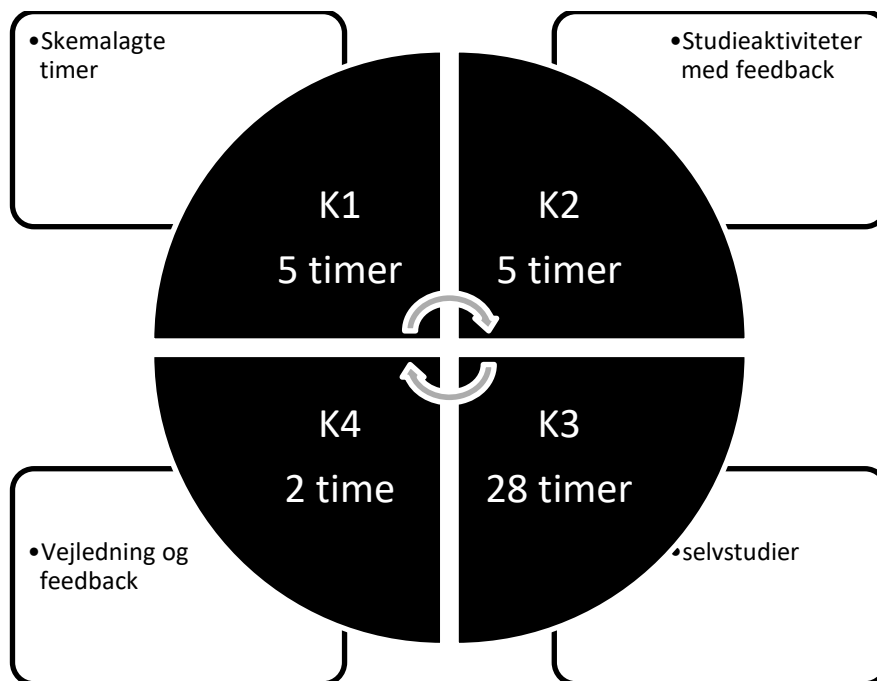 •Skemalagte
timer
•Studieaktiviteter
med feedback
K1
5 timer
K2
5 timer
K4
2 time
K3
28 timer
•Vejledning og
feedback
•selvstudier